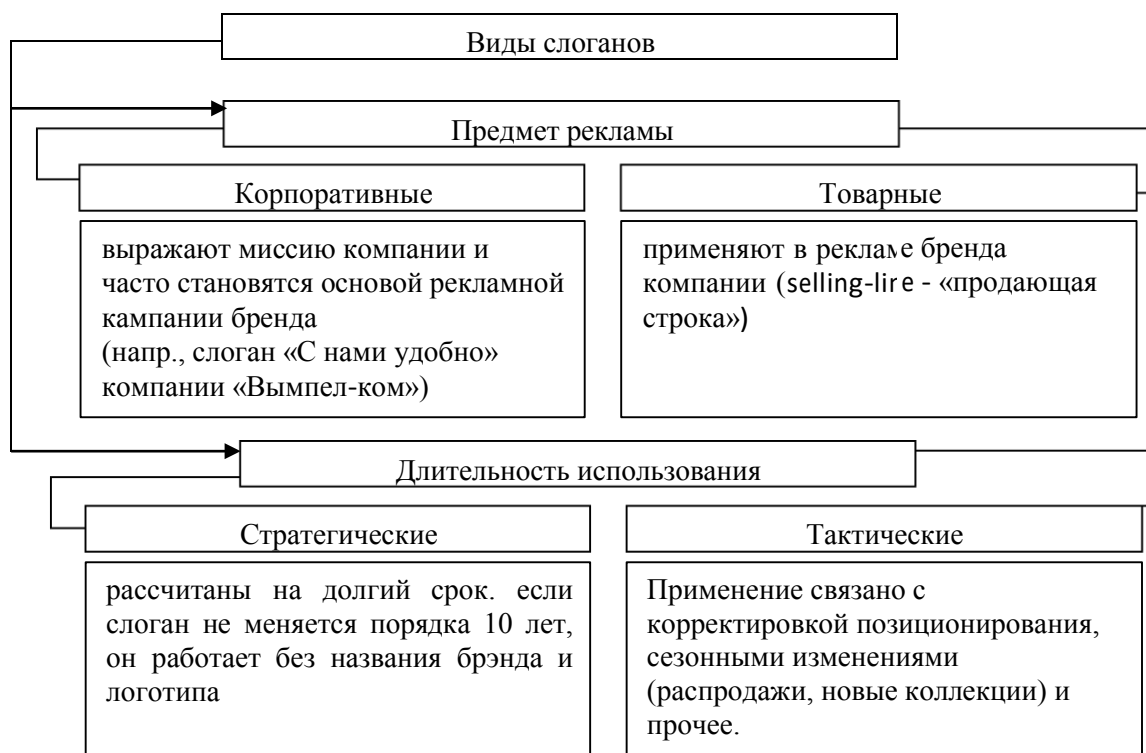 Виды слоганов
Предмет рекламы
Корпоративные
выражают миссию компании и
часто становятся основой рекламной
кампании бренда
(напр., слоган «С нами удобно»
компании «Вымпел-ком»)
Товарные
применяют в рекламе бренда
компании (selling-lire - «продающая
строка»)
Длительность использования
Стратегические
рассчитаны на долгий срок. если
слоган не меняется порядка 10 лет,
он работает без названия брэнда и
логотипа
Тактические
Применение связано с
корректировкой позиционирования,
сезонными изменениями
(распродажи, новые коллекции) и
прочее.